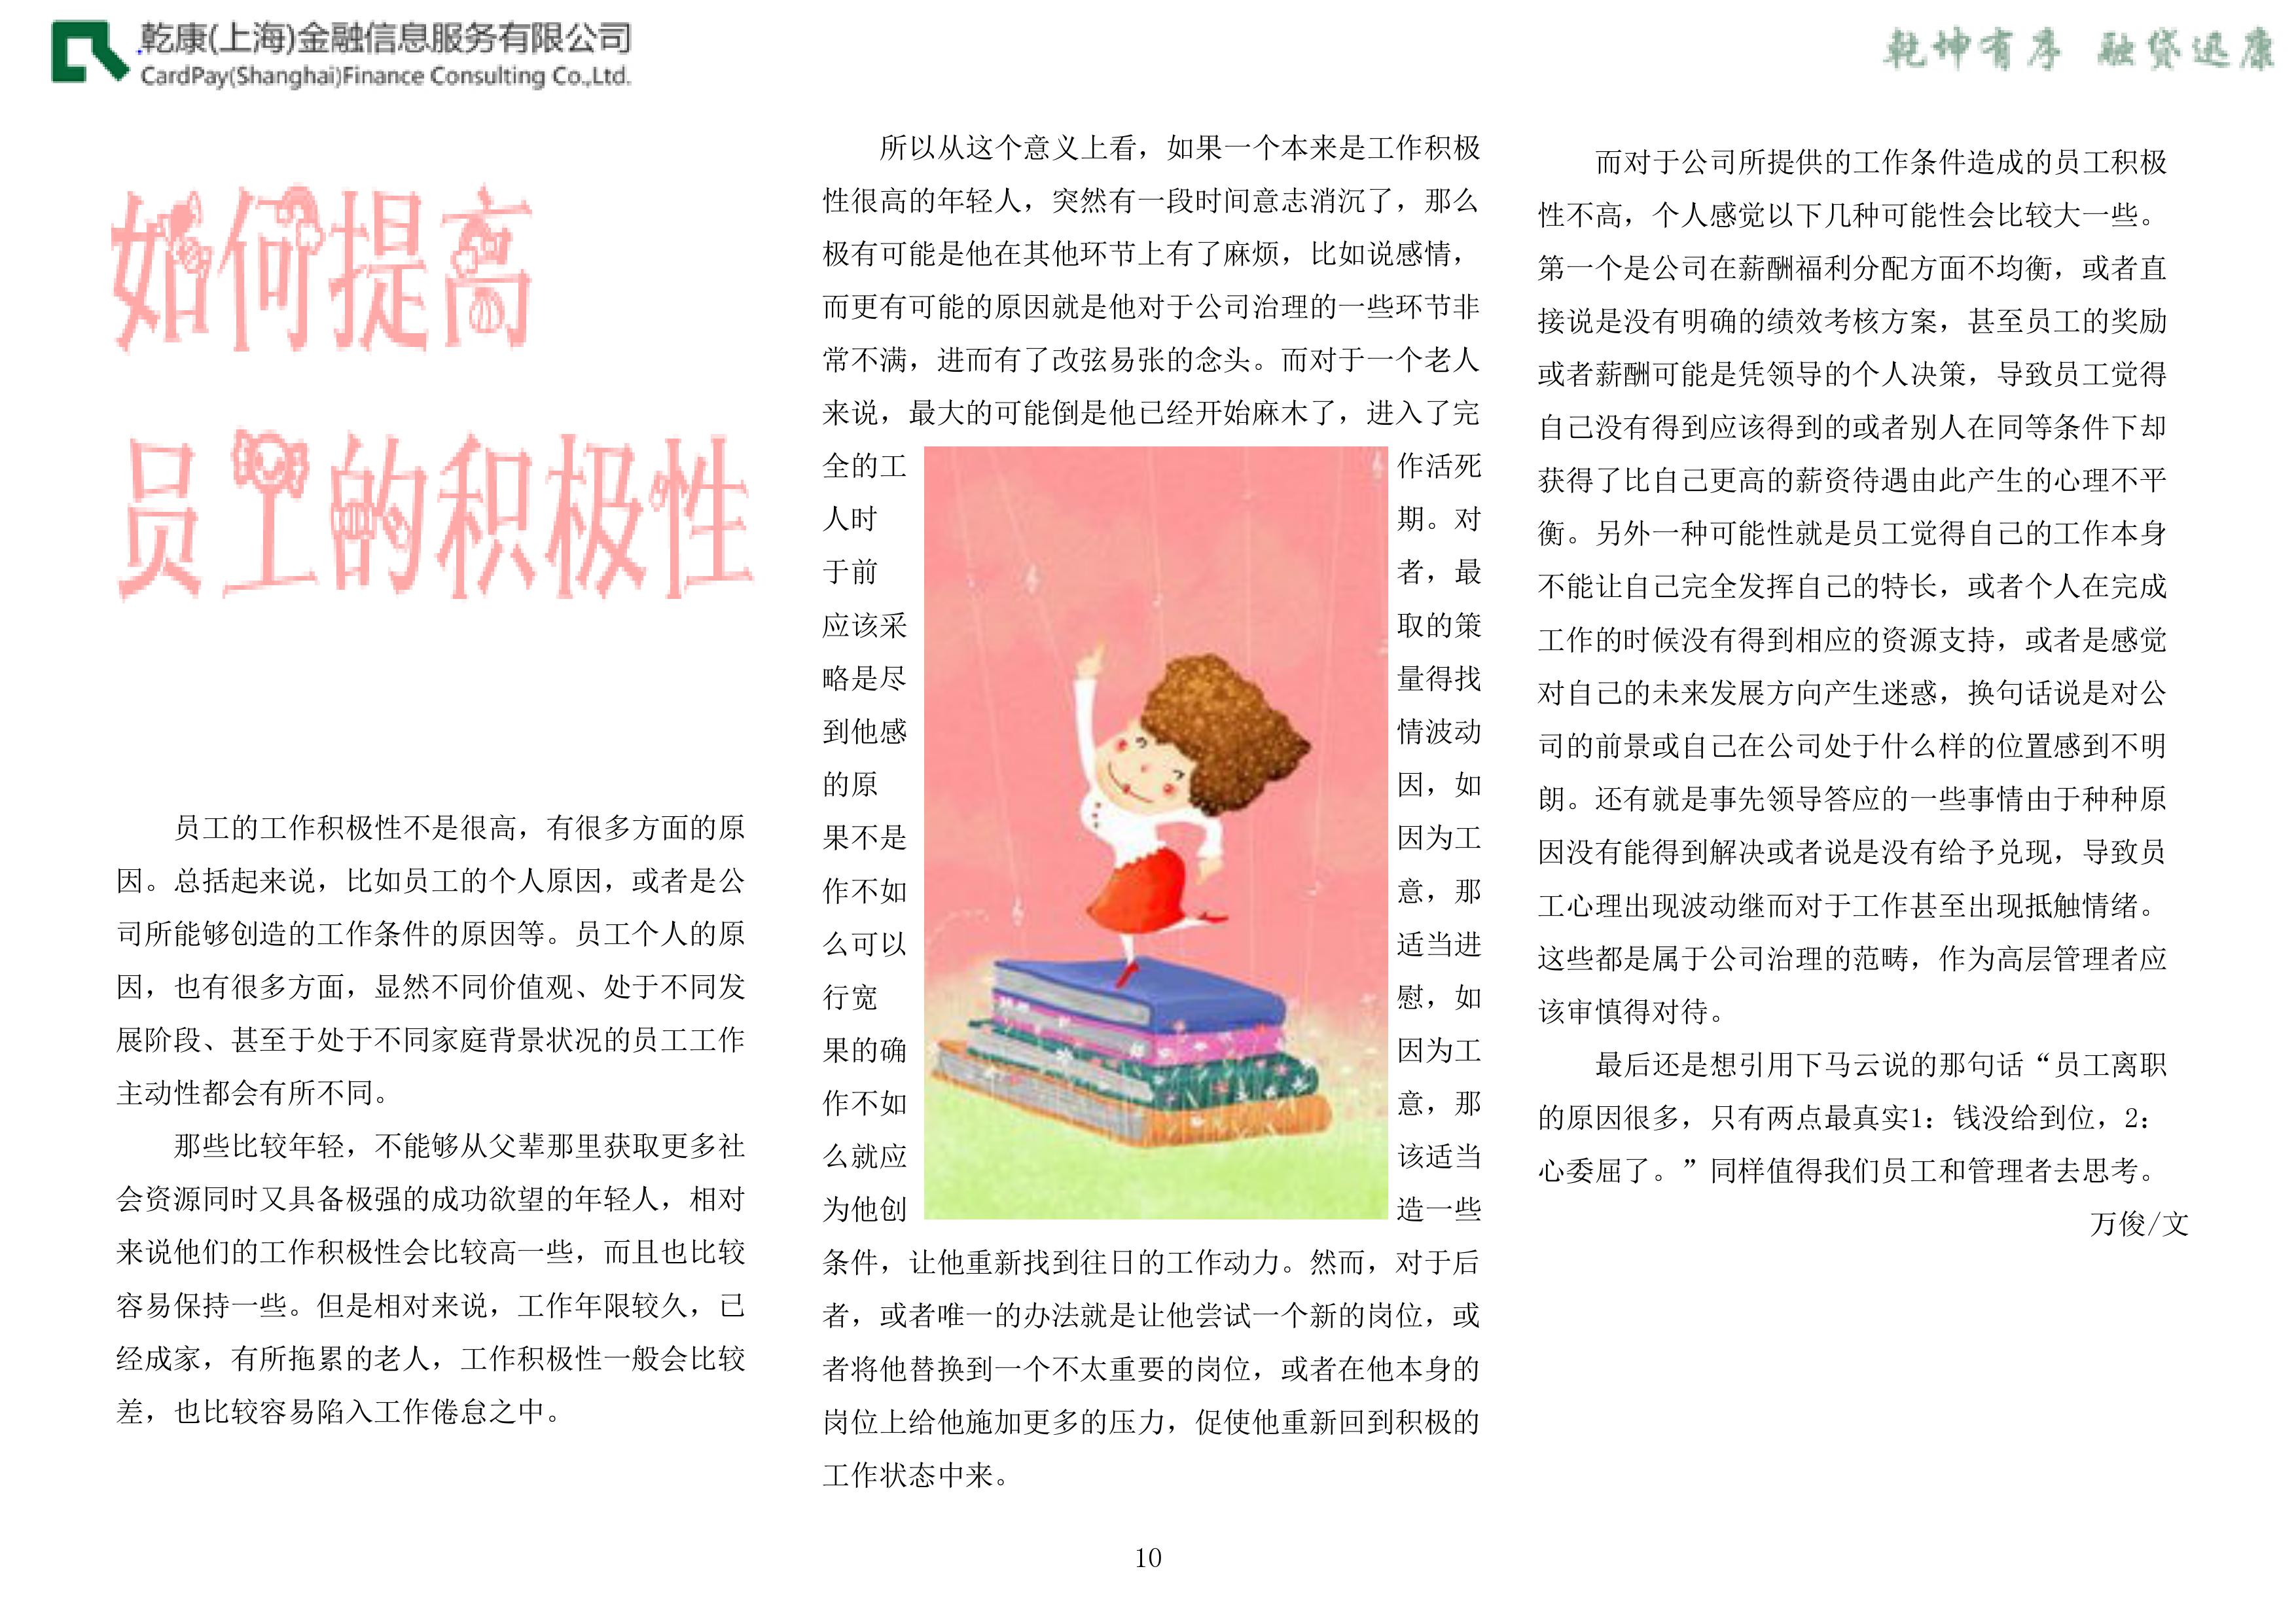 乾康(上海)金融信息服务有限公司
CardPay(Shanghai)Finance Consulting Co.,Ltd.
乾坤有序 融贷迅康
如何提高
员工的积极性
员工的工作积极性不是很高，有很多方面的原
因。总括起来说，比如员工的个人原因，或者是公
司所能够创造的工作条件的原因等。员工个人的原
因，也有很多方面，显然不同价值观、处于不同发
展阶段、甚至于处于不同家庭背景状况的员工工作
主动性都会有所不同。
那些比较年轻，不能够从父辈那里获取更多社
会资源同时又具备极强的成功欲望的年轻人，相对
来说他们的工作积极性会比较高一些，而且也比较
容易保持一些。但是相对来说，工作年限较久，已
经成家，有所拖累的老人，工作积极性一般会比较
差，也比较容易陷入工作倦怠之中。
所以从这个意义上看，如果一个本来是工作积极
性很高的年轻人，突然有一段时间意志消沉了，那么
极有可能是他在其他环节上有了麻烦，比如说感情，
而更有可能的原因就是他对于公司治理的一些环节非
常不满，进而有了改弦易张的念头。而对于一个老人
来说，最大的可能倒是他已经开始麻木了，进入了完
全的工作活死
人时期。对
于前者，最
应该采取的策
略是尽量得找
到他感情波动
的原因，如
果不是因为工
作不如意，那
么可以适当进
行宽慰，如
果的确因为工
作不如意，那
么就应该适当
为他创造一些
条件，让他重新找到往日的工作动力。然而，对于后
者，或者唯一的办法就是让他尝试一个新的岗位，或
者将他替换到一个不太重要的岗位，或者在他本身的
岗位上给他施加更多的压力，促使他重新回到积极的
工作状态中来。
而对于公司所提供的工作条件造成的员工积极
性不高，个人感觉以下几种可能性会比较大一些。
第一个是公司在薪酬福利分配方面不均衡，或者直
接说是没有明确的绩效考核方案，甚至员工的奖励
或者薪酬可能是凭领导的个人决策，导致员工觉得
自己没有得到应该得到的或者别人在同等条件下却
获得了比自己更高的薪资待遇由此产生的心理不平
衡。另外一种可能性就是员工觉得自己的工作本身
不能让自己完全发挥自己的特长，或者个人在完成
工作的时候没有得到相应的资源支持，或者是感觉
对自己的未来发展方向产生迷惑，换句话说是对公
司的前景或自己在公司处于什么样的位置感到不明
朗。还有就是事先领导答应的一些事情由于种种原
因没有能得到解决或者说是没有给予兑现，导致员
工心理出现波动继而对于工作甚至出现抵触情绪。
这些都是属于公司治理的范畴，作为高层管理者应
该审慎得对待。
最后还是想引用下马云说的那句话“员工离职
的原因很多，只有两点最真实1：钱没给到位，2：
心委屈了。”同样值得我们员工和管理者去思考。
万俊/文
10